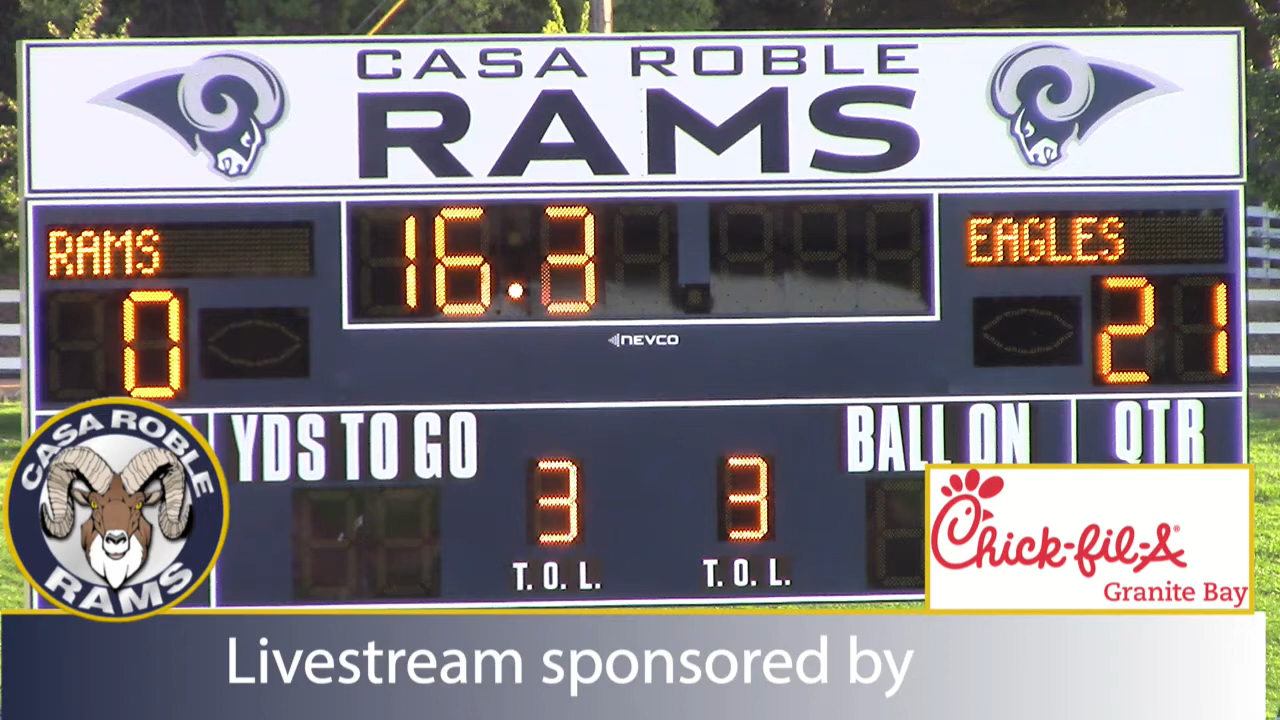 CASA ROBLE
RAMS
RAMS
16.3
EAGLES
0
21
NEVCO
YDS TO GO
BALL ON
QTR
3
3
T. O. L.
T. O. L.
CASA ROBLE
RAMS
Chick-fil-A®
Granite Bay
Livestream sponsored by